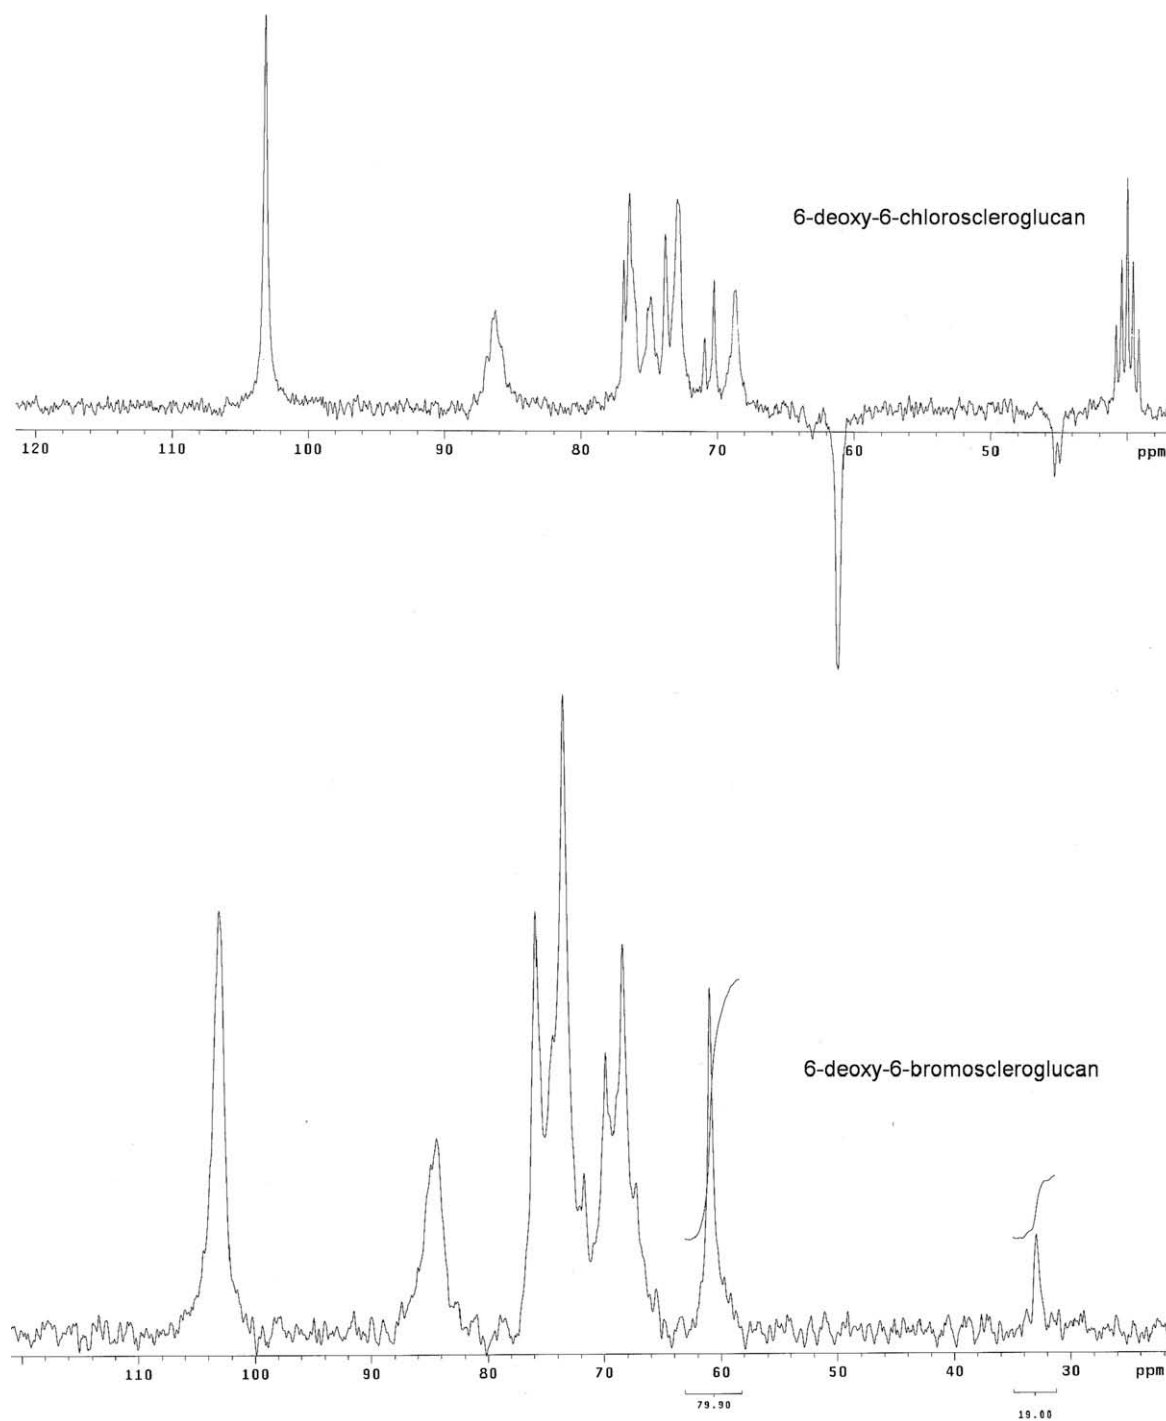 6-deoxy-6-chloroscleroglucan
120 110 100 90 80 70 60 50 ppm
6-deoxy-6-bromoscleroglucan
110 100 90 80 70 60 50 40 30 ppm
79.90
19.00